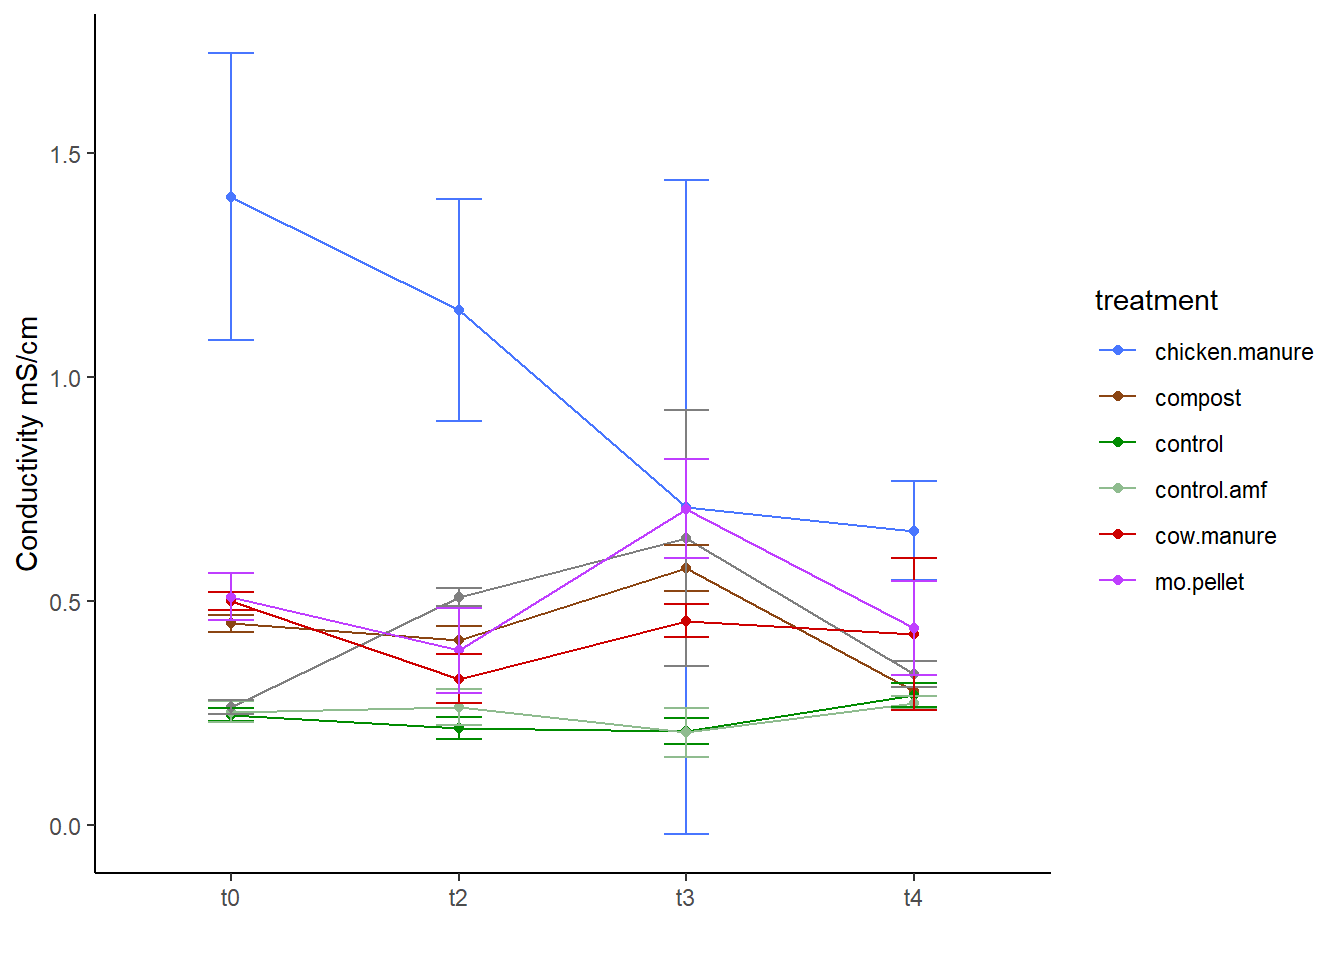 Conductivity mS/cm
1.5
1.0
0.5
0.0
t0
t2
t3
t4
treatment
chicken.manure
compost
control
control.amf
cow.manure
mo.pellet